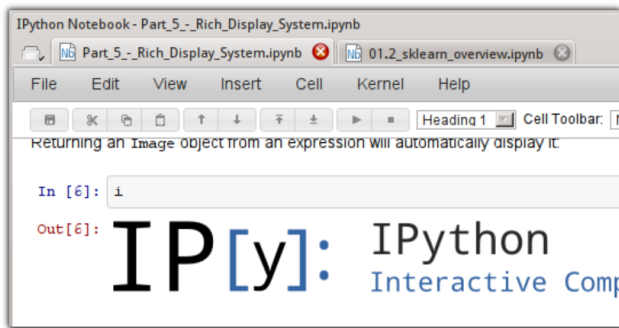 IPython Notebook - Part_5_-_Rich_Display_System.ipynb
Part_5_-_Rich_Display_System.ipynb 01.2_sklearn_overview.ipynb
File Edit View Insert Cell Kernel Help
Heading 1 Cell Toolbar:
Returning an Image object from an expression will automatically display it:
In [6]: i
Out[6]:
IP[y]: IPython
Interactive Comp